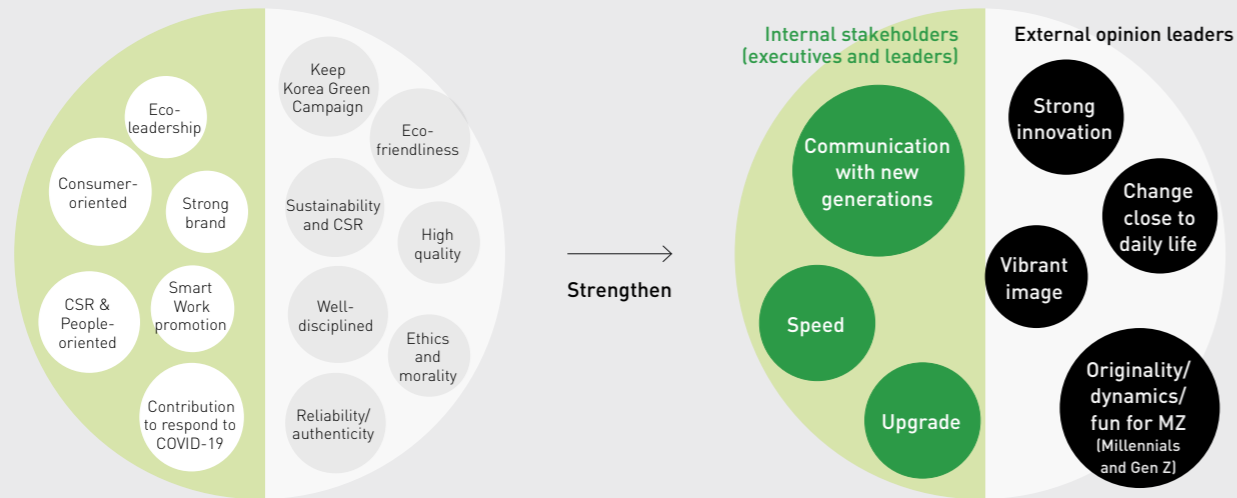 Eco-
leadership
Consumer-
oriented
Strong
brand
CSR &
People-
oriented
Smart
Work
promotion
Contribution
to respond to
COVID-19
Keep
Korea Green
Campaign
Eco-
friendliness
Sustainability
and CSR
High
quality
Well-
disciplined
Ethics
and
morality
Reliability/
authenticity
Strengthen
Internal stakeholders
(executives and leaders)
Communication
with new
generations
Speed
Upgrade
External opinion leaders
Strong
innovation
Change
close to
daily life
Vibrant
image
Originality/
dynamics/
fun for MZ
(Millennials
and Gen Z)